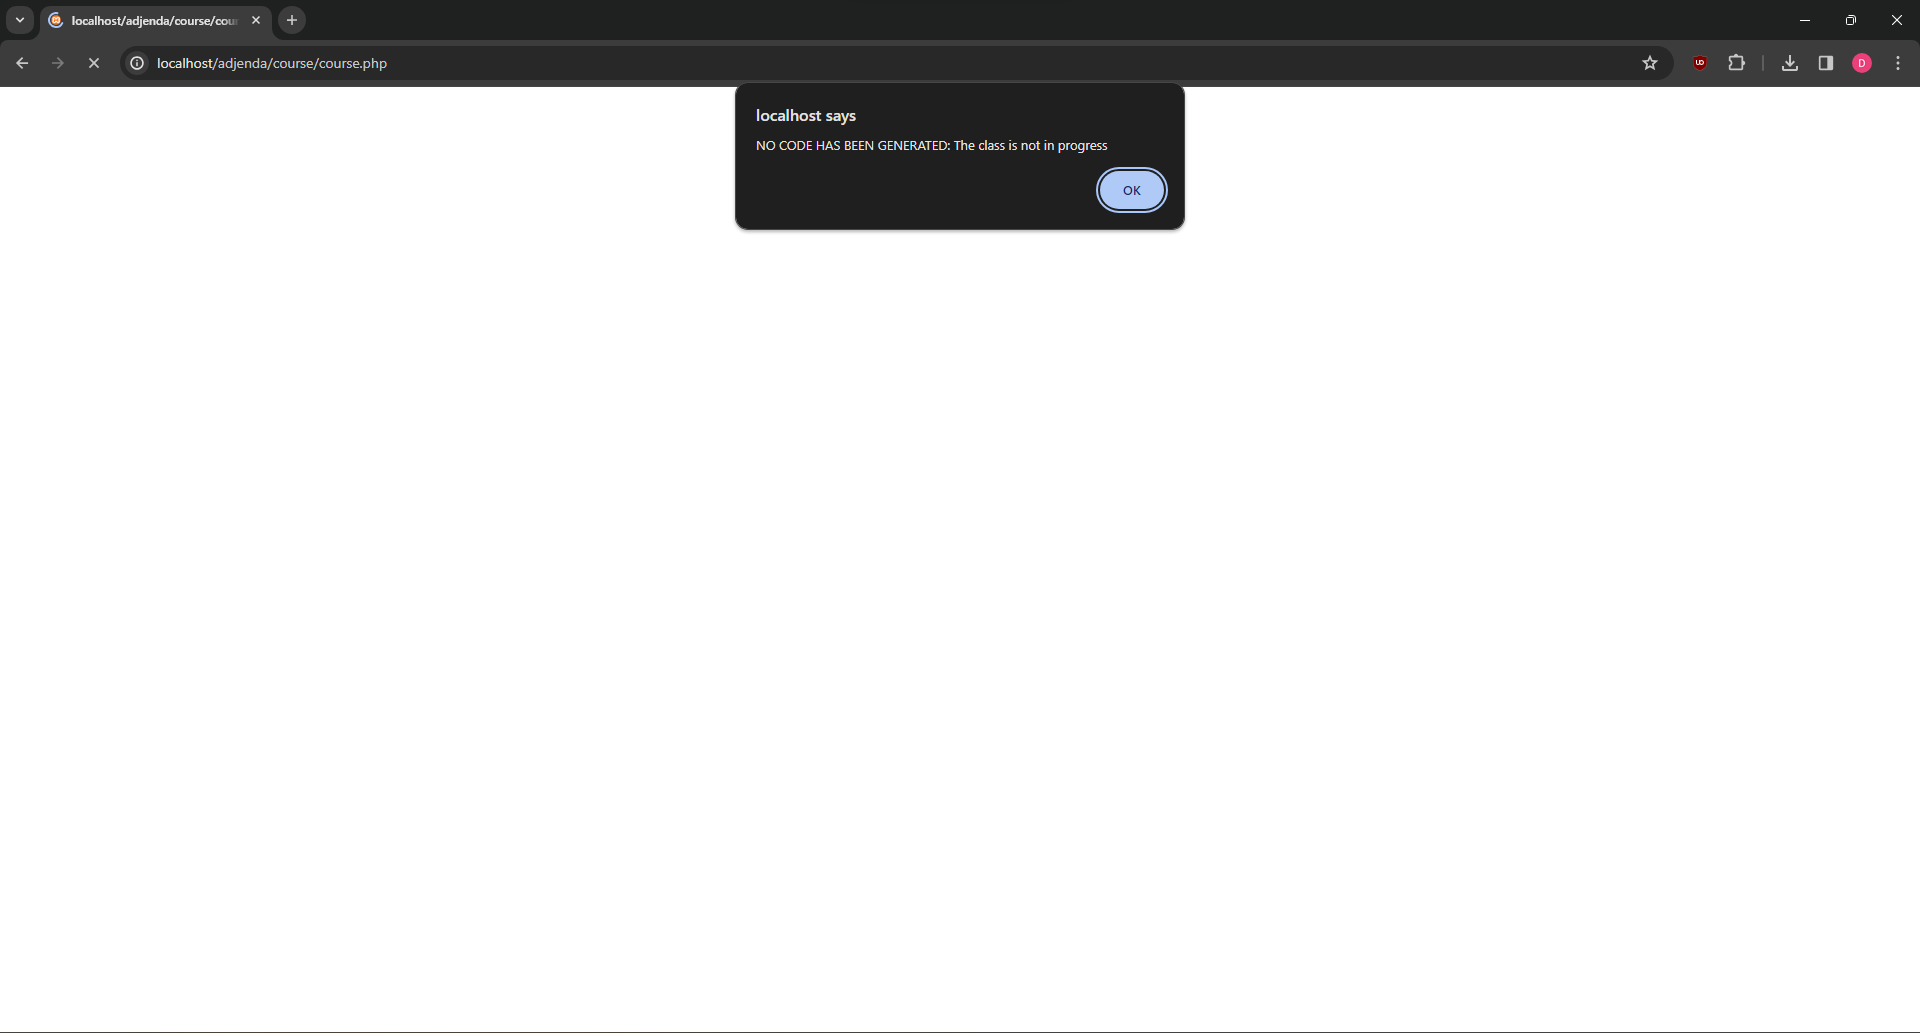 localhost/adjenda/course/cou
localhost/adjenda/course/course.php
D
localhost says
NO CODE HAS BEEN GENERATED: The class is not in progress
OK